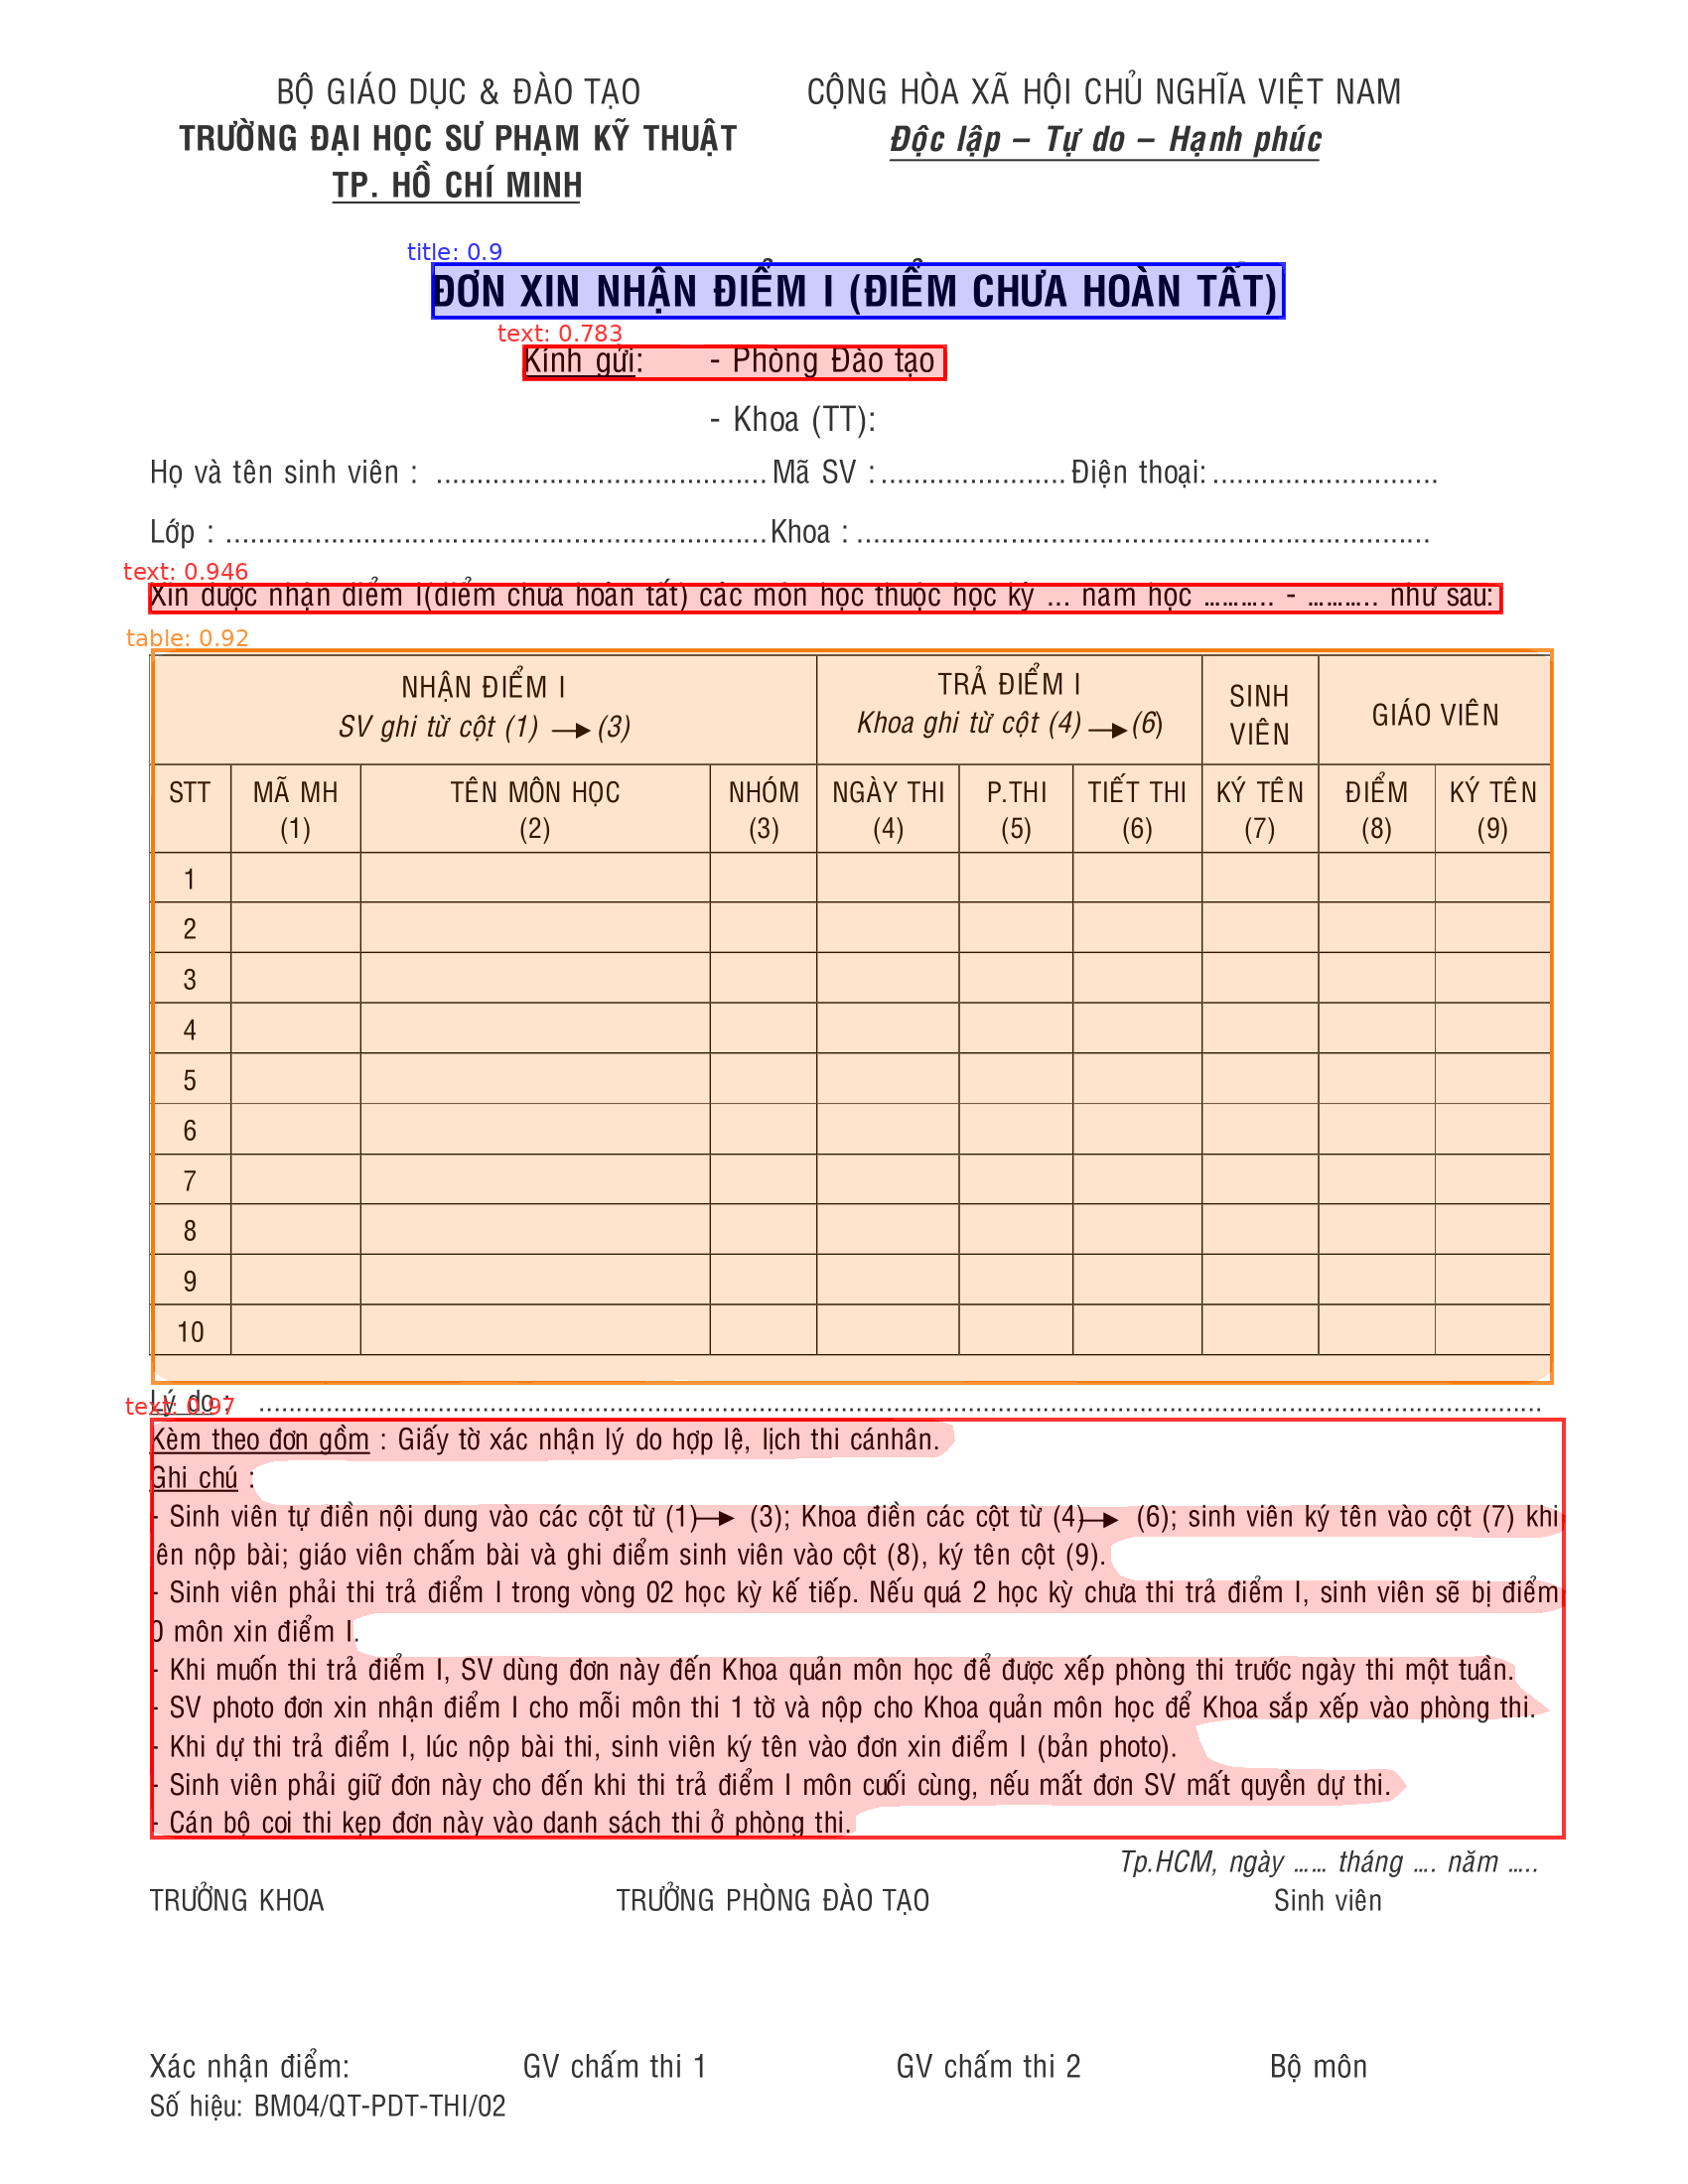 BỘ GIÁO DỤC & ĐÀO TẠO
TRƯỜNG ĐẠI HỌC SƯ PHẠM KỸ THUẬT
TP. HỒ CHÍ MINH
CỘNG HÒA XÃ HỘI CHỦ NGHĨA VIỆT NAM
Độc lập – Tự do – Hạnh phúc
title: 0.9
ĐƠN XIN NHẬN ĐIỂM I (ĐIỂM CHƯA HOÀN TẤT)
text: 0.783
Kính gửi: - Phòng Đào tạo
- Khoa (TT):
Họ và tên sinh viên : ........................................ Mã SV : ....................... Điện thoại: ............................
Lớp : .................................................................. Khoa : ......................................................................
text: 0.946
Xin được nhận điểm I(điểm chưa hoàn tất) các môn học thuộc học kỳ ... năm học ……….. - ……….. như sau:
table: 0.92
NHẬN ĐIỂM I TRẢ ĐIỂM I SINH VIÊN GIÁO VIÊN
SV ghi từ cột (1) → (3) Khoa ghi từ cột (4) → (6)
STT MÃ MH TÊN MÔN HỌC NHÓM NGÀY THI P.THI TIẾT THI KÝ TÊN ĐIỂM KÝ TÊN
(1) (2) (3) (4) (5) (6) (7) (8) (9)
1
2
3
4
5
6
7
8
9
10
Lý do : ................................................................................................................................
text: 0.97
Kèm theo đơn gồm : Giấy tờ xác nhận lý do hợp lệ, lịch thi cánhân.
Ghi chú :
- Sinh viên tự điền nội dung vào các cột từ (1) → (3); Khoa điền các cột từ (4) → (6); sinh viên ký tên vào cột (7) khi
lên nộp bài; giáo viên chấm bài và ghi điểm sinh viên vào cột (8), ký tên cột (9).
- Sinh viên phải thi trả điểm I trong vòng 02 học kỳ kế tiếp. Nếu quá 2 học kỳ chưa thi trả điểm I, sinh viên sẽ bị điểm
0 môn xin điểm I.
- Khi muốn thi trả điểm I, SV dùng đơn này đến Khoa quản môn học để được xếp phòng thi trước ngày thi một tuần.
- SV photo đơn xin nhận điểm I cho mỗi môn thi 1 tờ và nộp cho Khoa quản môn học để Khoa sắp xếp vào phòng thi.
- Khi dự thi trả điểm I, lúc nộp bài thi, sinh viên ký tên vào đơn xin điểm I (bản photo).
- Sinh viên phải giữ đơn này cho đến khi thi trả điểm I môn cuối cùng, nếu mất đơn SV mất quyền dự thi.
- Cán bộ coi thi kẹp đơn này vào danh sách thi ở phòng thi.
Tp.HCM, ngày …… tháng …. năm …..
TRƯỞNG KHOA TRƯỞNG PHÒNG ĐÀO TẠO Sinh viên
Xác nhận điểm: GV chấm thi 1 GV chấm thi 2 Bộ môn
Số hiệu: BM04/QT-PDT-THI/02